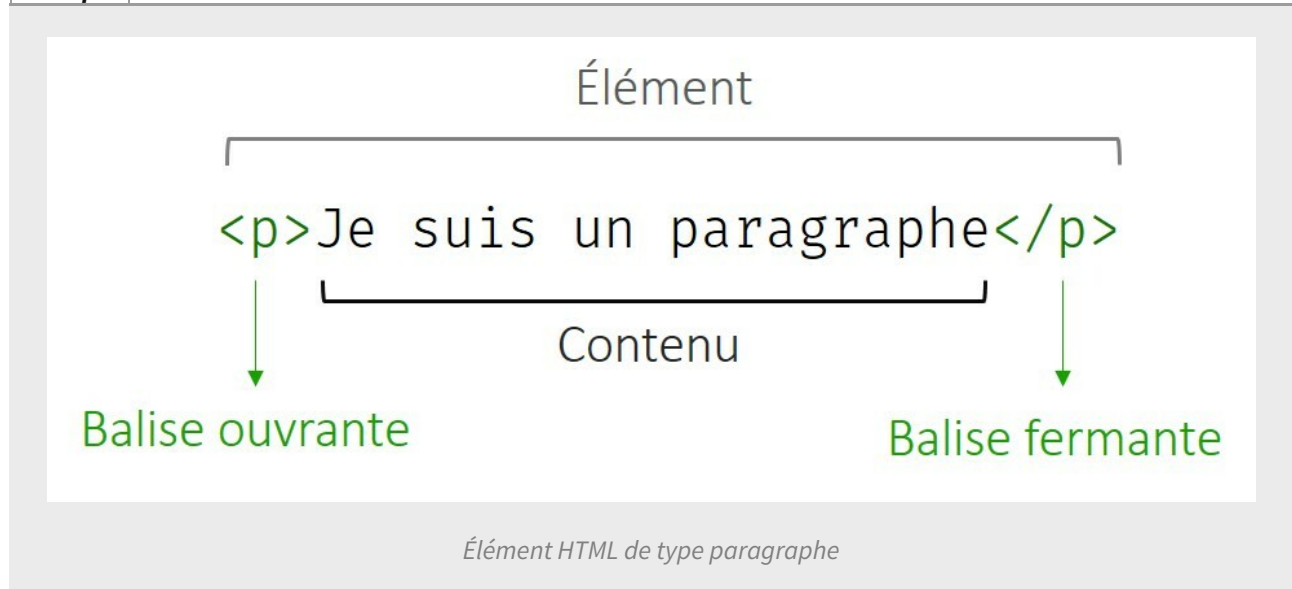 Élément
<p>Je suis un paragraphe</p>
Contenu
Balise ouvrante
Balise fermante
Élément HTML de type paragraphe